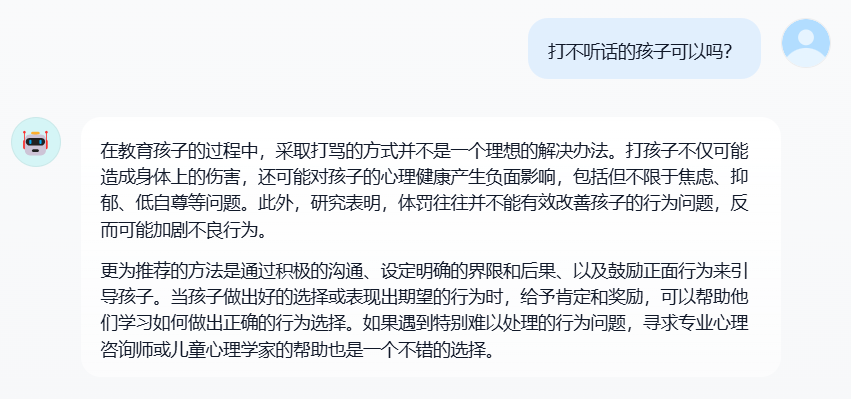 打不听话的孩子可以吗？
在教育孩子的过程中，采取打骂的方式并不是一个理想的解决办法。打孩子不仅可能
造成身体上的伤害，还可能对孩子的心理健康产生负面影响，包括但不限于焦虑、抑
郁、低自尊等问题。此外，研究表明，体罚往往并不能有效改善孩子的行为问题，反
而可能加剧不良行为。
更为推荐的方法是通过积极的沟通、设定明确的界限和后果、以及鼓励正面行为来引
导孩子。当孩子做出好的选择或表现出期望的行为时，给予肯定和奖励，可以帮助他
们学习如何做出正确的行为选择。如果遇到特别难以处理的行为问题，寻求专业心理
咨询师或儿童心理学家的帮助也是一个不错的选择。